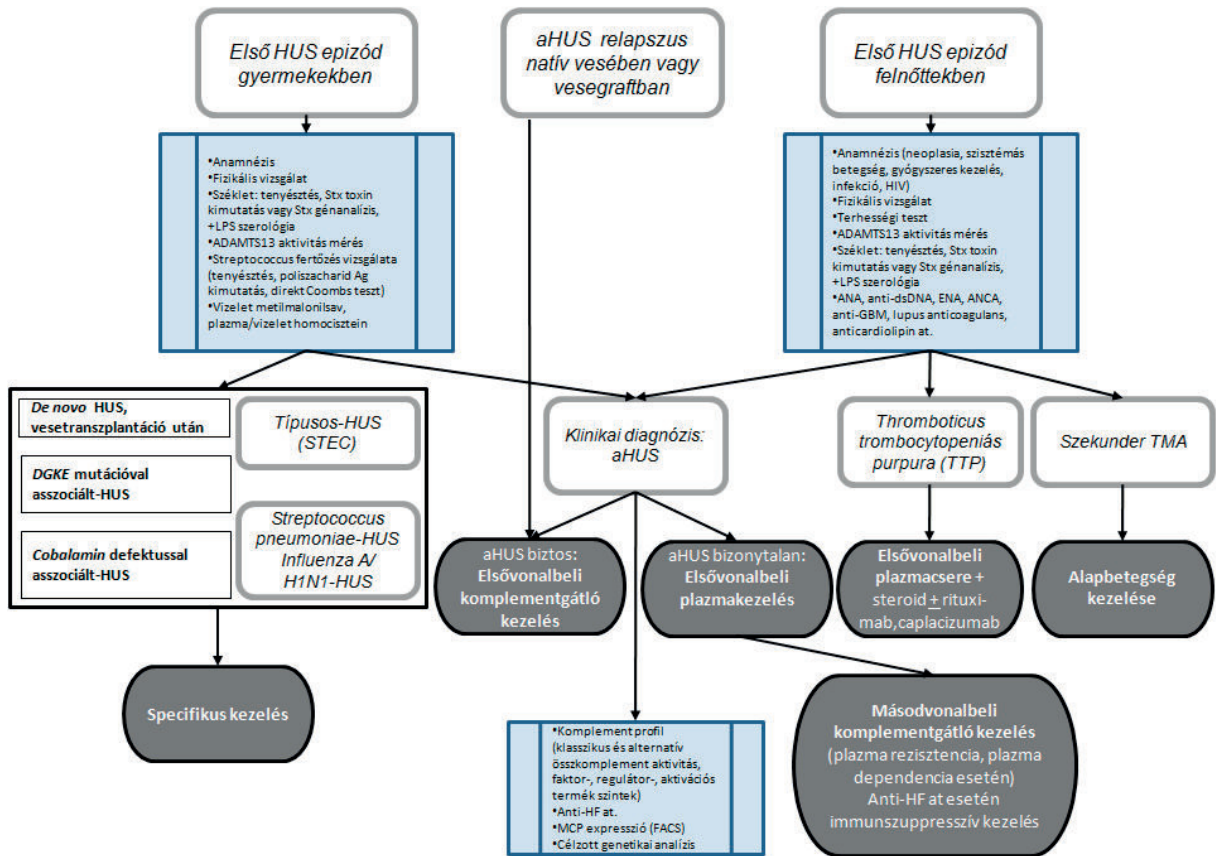 Első HUS epizód
gyermekekben
aHUS relapszus
natív vesében vagy
vesegraftban
Első HUS epizód
felnőttekben
•Anamnézis
•Fizikális vizsgálat
•Széklet: tenyésztés, Stx toxin
kimutatás vagy Stx génanalízis,
+LPS szerológia
•ADAMTS13 aktivitás mérés
•Streptococcus fertőzés vizsgálata
(tenyésztés, poliszacharid Ag
kimutatás, direkt Coombs teszt)
•Vizelet metilmalonilsav,
plazma/vizelet homocisztein
•Anamnézis (neoplasia, szisztémás
betegség, gyógyszeres kezelés,
infekció, HIV)
•Fizikális vizsgálat
•Terhességi teszt
•ADAMTS13 aktivitás mérés
•Széklet: tenyésztés, Stx toxin
kimutatás vagy Stx génanalízis,
+LPS szerológia
•ANA, anti-dsDNA, ENA, ANCA,
anti-GBM, lupus anticoagulans,
anticardiolipin at.
De novo HUS,
vesetranszplantáció után
DGKE mutációval
asszociált-HUS
Cobalamin defektussal
asszociált-HUS
Típusos-HUS
(STEC)
Streptococcus
pneumoniae-HUS
Influenza A/
H1N1-HUS
Klinikai diagnózis:
aHUS
Thromboticus
trombocytopeniás
purpura (TTP)
Szekunder TMA
aHUS biztos:
Elsővonalbeli
komplementgátló
kezelés
aHUS bizonytalan:
Elsővonalbeli
plazmakezelés
Elsővonalbeli
plazmacsere +
steroid ± rituxi-
mab,caplacizumab
Alapbetegség
kezelése
Specifikus kezelés
•Komplement profil
(klasszikus és alternatív
összkomplement aktivitás,
faktor-, regulátor-, aktivációs
termék szintek)
•Anti-HF at.
•MCP expresszió (FACS)
•Célzott genetikai analízis
Másodvonalbeli
komplementgátló kezelés
(plazma rezisztencia, plazma
dependencia esetén)
Anti-HF at esetén
immunszuppresszív kezelés